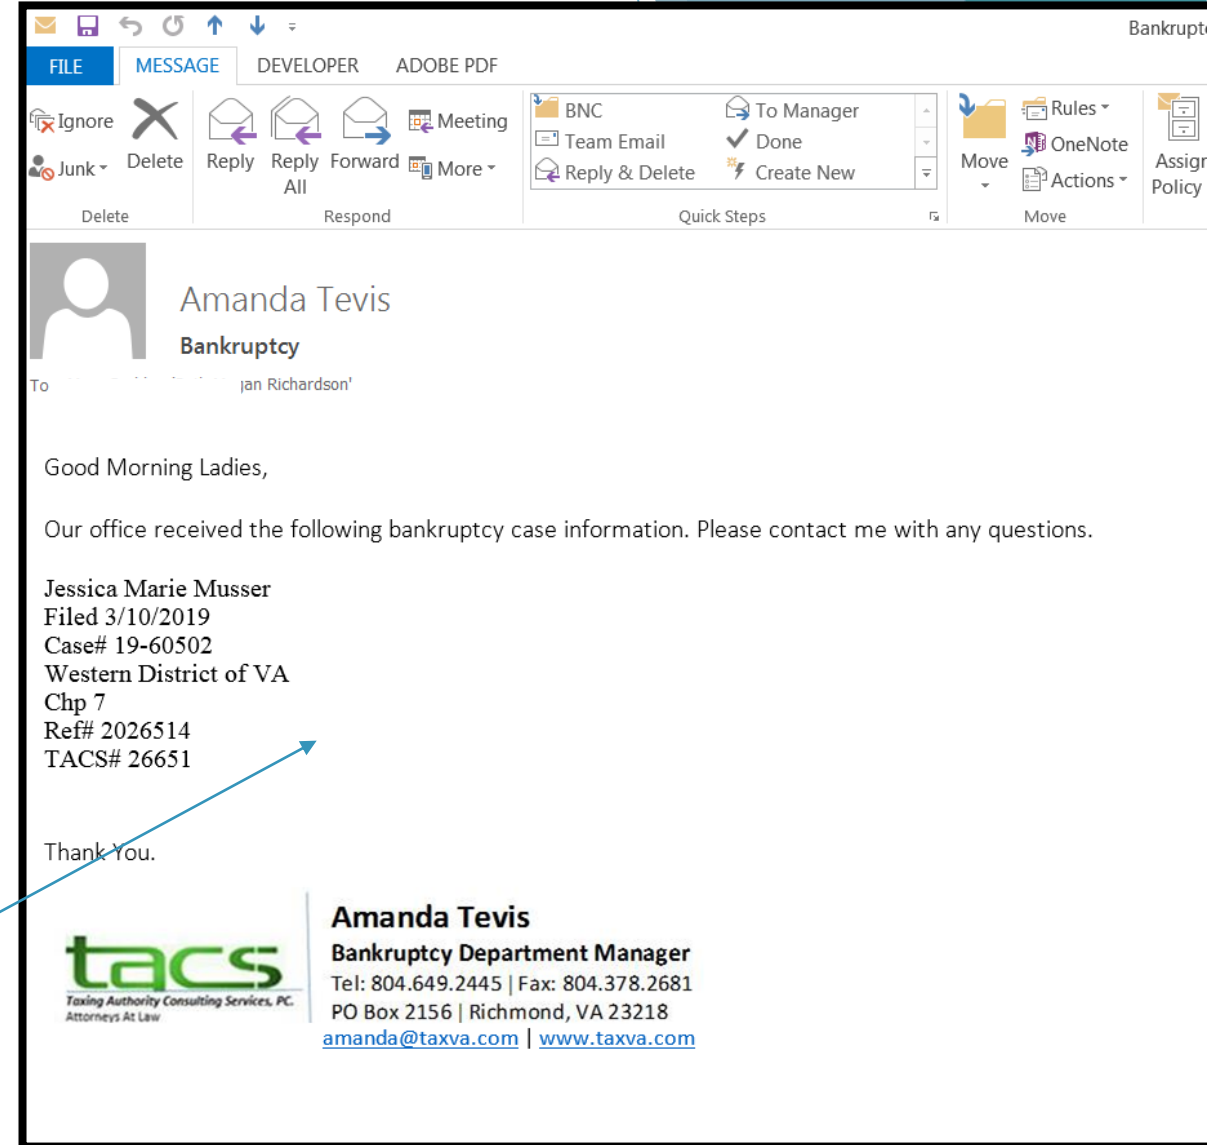 Bankrupt
FILE MESSAGE DEVELOPER ADOBE PDF
Ignore
Junk
Delete
Reply
Reply All
Forward
Meeting
More
BNC
Team Email
Reply & Delete
To Manager
Done
Create New
Move
Rules
OneNote
Actions
Assign
Policy
Delete Respond Quick Steps Move
Amanda Tevis
Bankruptcy
To Richardson'
Good Morning Ladies,
Our office received the following bankruptcy case information. Please contact me with any questions.
Jessica Marie Musser
Filed 3/10/2019
Case# 19-60502
Western District of VA
Chp 7
Ref# 2026514
TACS# 26651
Thank You.
tacs
Taxing Authority Consulting Services, PC.
Attorneys At Law
Amanda Tevis
Bankruptcy Department Manager
Tel: 804.649.2445 | Fax: 804.378.2681
PO Box 2156 | Richmond, VA 23218
amanda@taxva.com | www.taxva.com